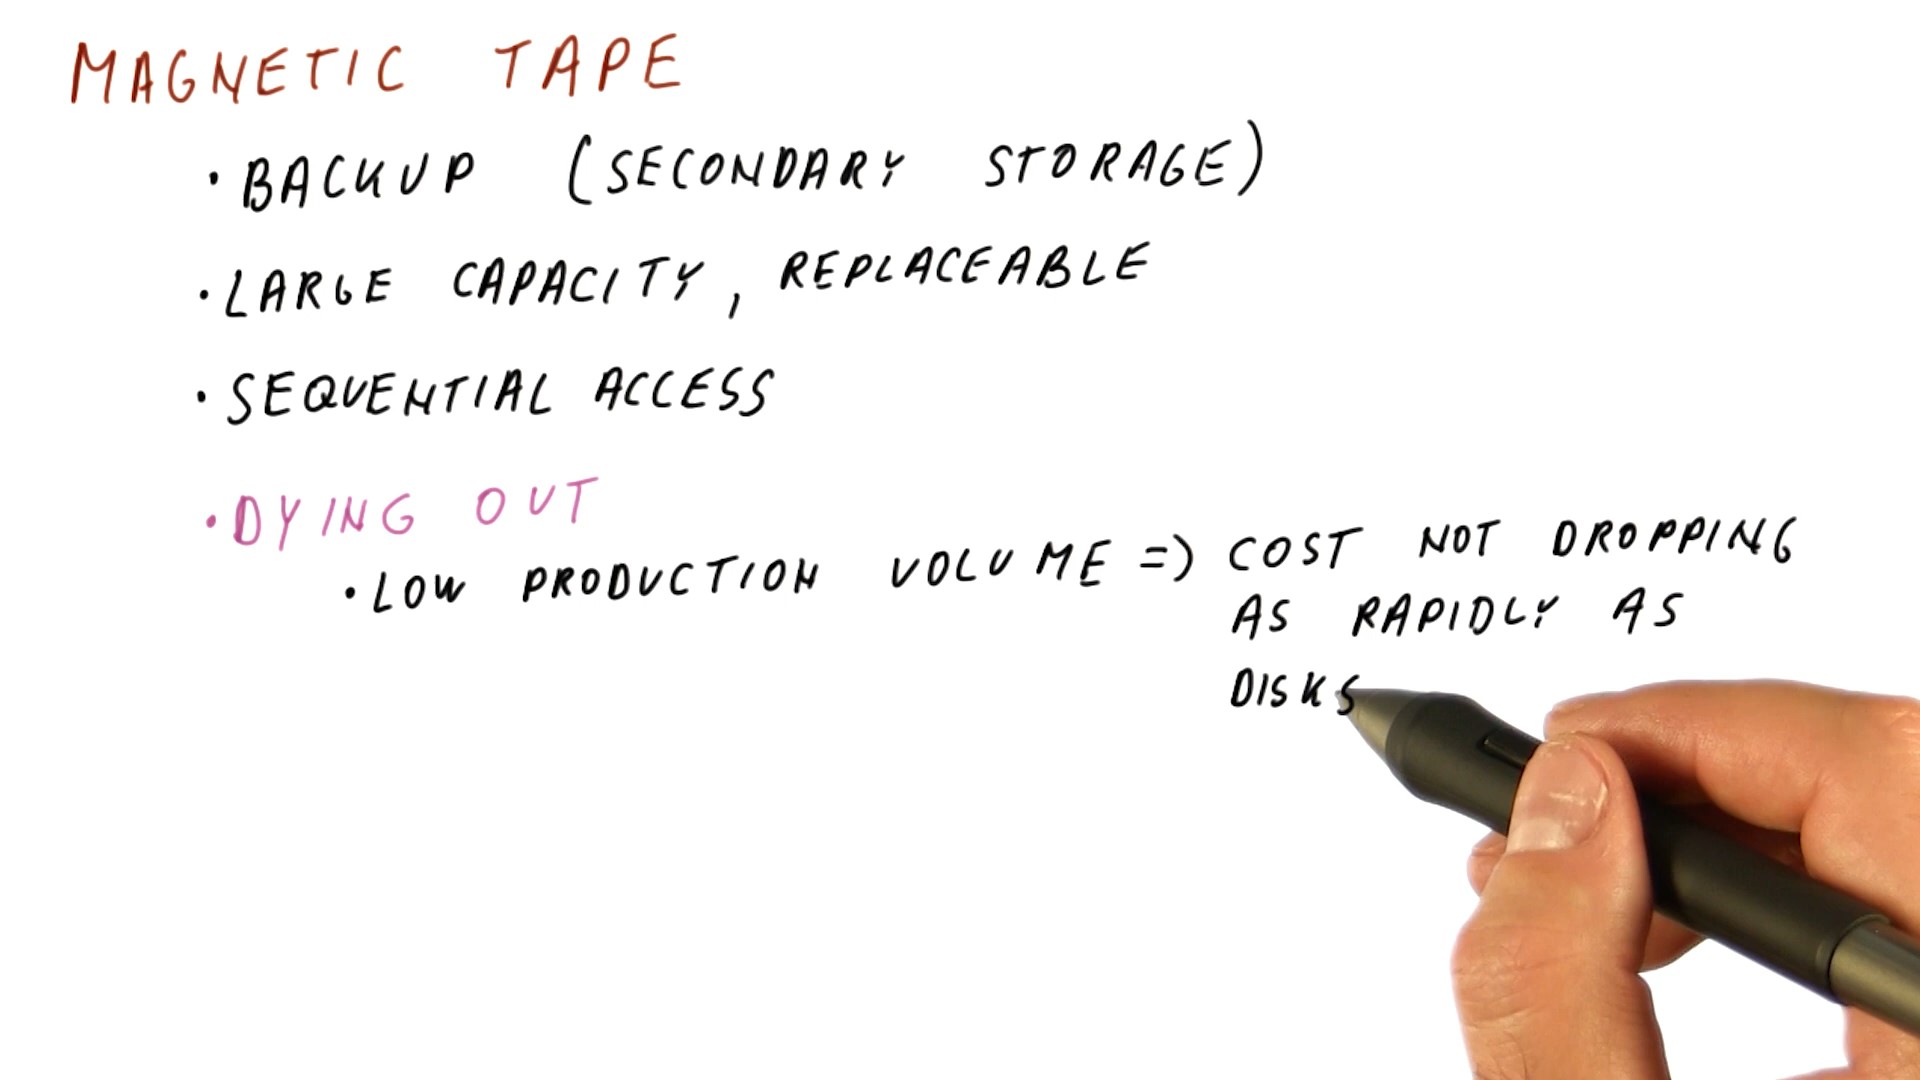 MAGNETIC TAPE
· BACKUP (SECONDARY STORAGE)
· LARGE CAPACITY, REPLACEABLE
· SEQUENTIAL ACCESS
· DYING OUT
· LOW PRODUCTION VOLUME => COST NOT DROPPING
AS RAPIDLY AS
DISKS